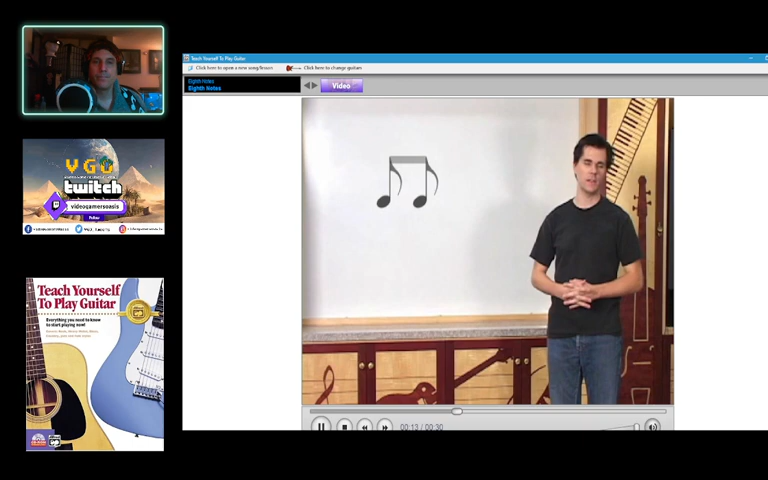 Teach Yourself To Play Guitar
Click here to open a new song/lesson
Click here to change guitars
Eighth Notes
Eighth Notes
Video
VGO
twitch
videogamersoasis
Follow
Teach Yourself
To Play Guitar
Everything you need to know
to start playing now!
00:13 / 00:30